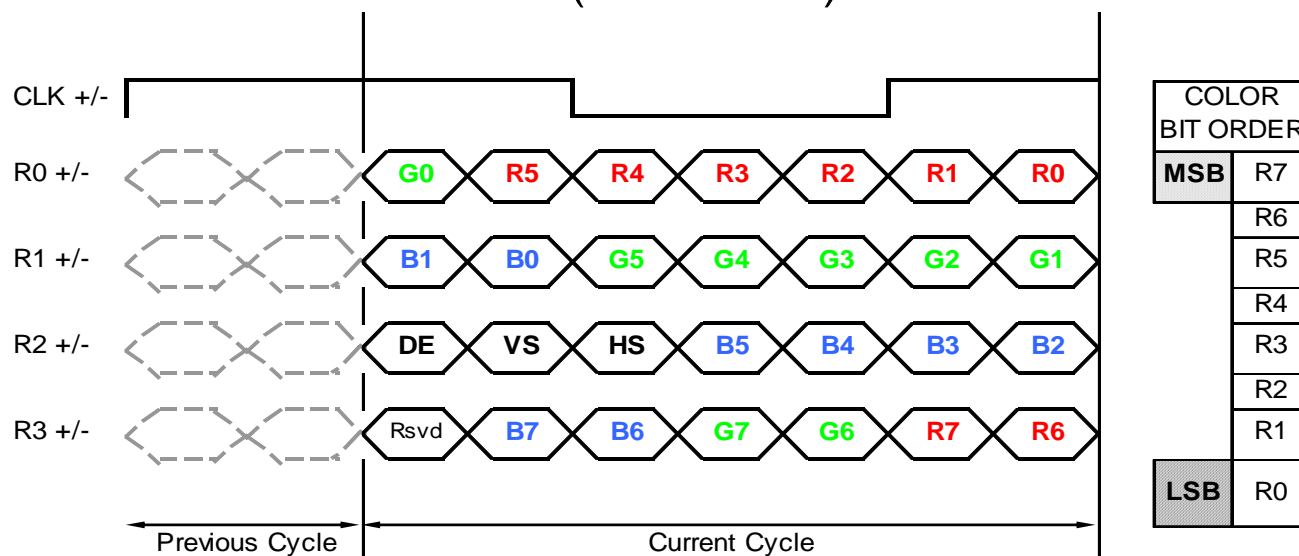 CLK +/-
R0 +/- G0 R5 R4 R3 R2 R1 R0
R1 +/- B1 B0 G5 G4 G3 G2 G1
R2 +/- DE VS HS B5 B4 B3 B2
R3 +/- Rsvd B7 B6 G7 G6 R7 R6
Previous Cycle Current Cycle
COLOR
BIT ORDER
MSB R7
R6
R5
R4
R3
R2
R1
LSB R0